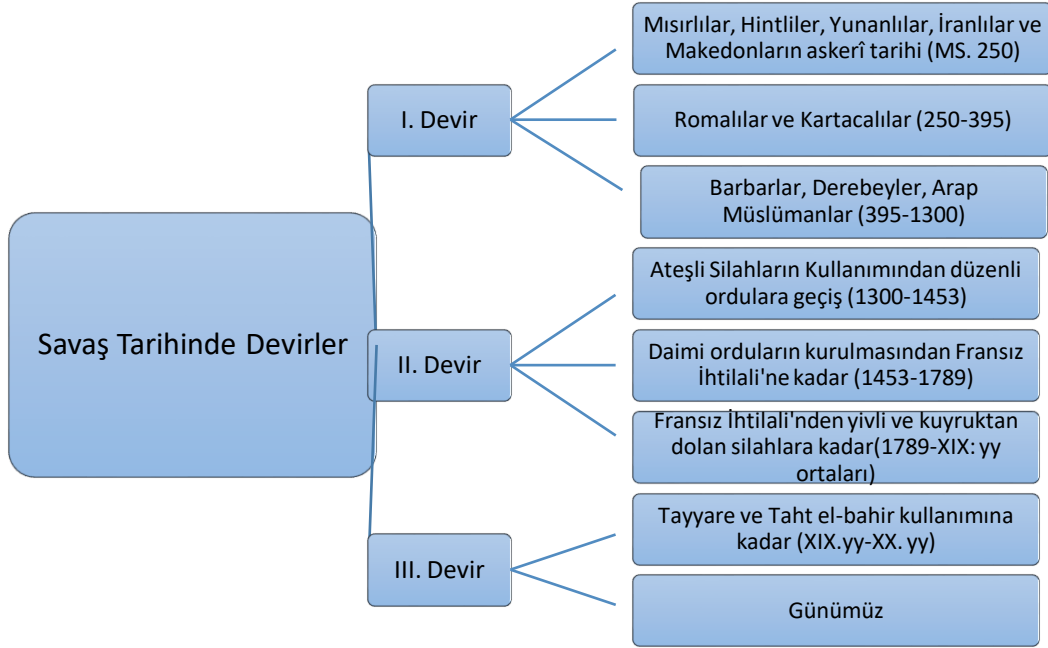 Savaş Tarihinde Devirler
I. Devir
Mısırlılar, Hintliler, Yunanlılar, İranlılar ve
Makedonların askerî tarihi (MS. 250)
Romalılar ve Kartacalılar (250-395)
Barbarlar, Derebeyler, Arap
Müslümanlar (395-1300)
II. Devir
Ateşli Silahların Kullanımından düzenli
ordulara geçiş (1300-1453)
Daimi orduların kurulmasından Fransız
İhtilali'ne kadar (1453-1789)
Fransız İhtilali'nden yivli ve kuyruktan
dolan silahlara kadar(1789-XIX: yy
ortaları)
III. Devir
Tayyare ve Taht el-bahir kullanımına
kadar (XIX.yy-XX. yy)
Günümüz